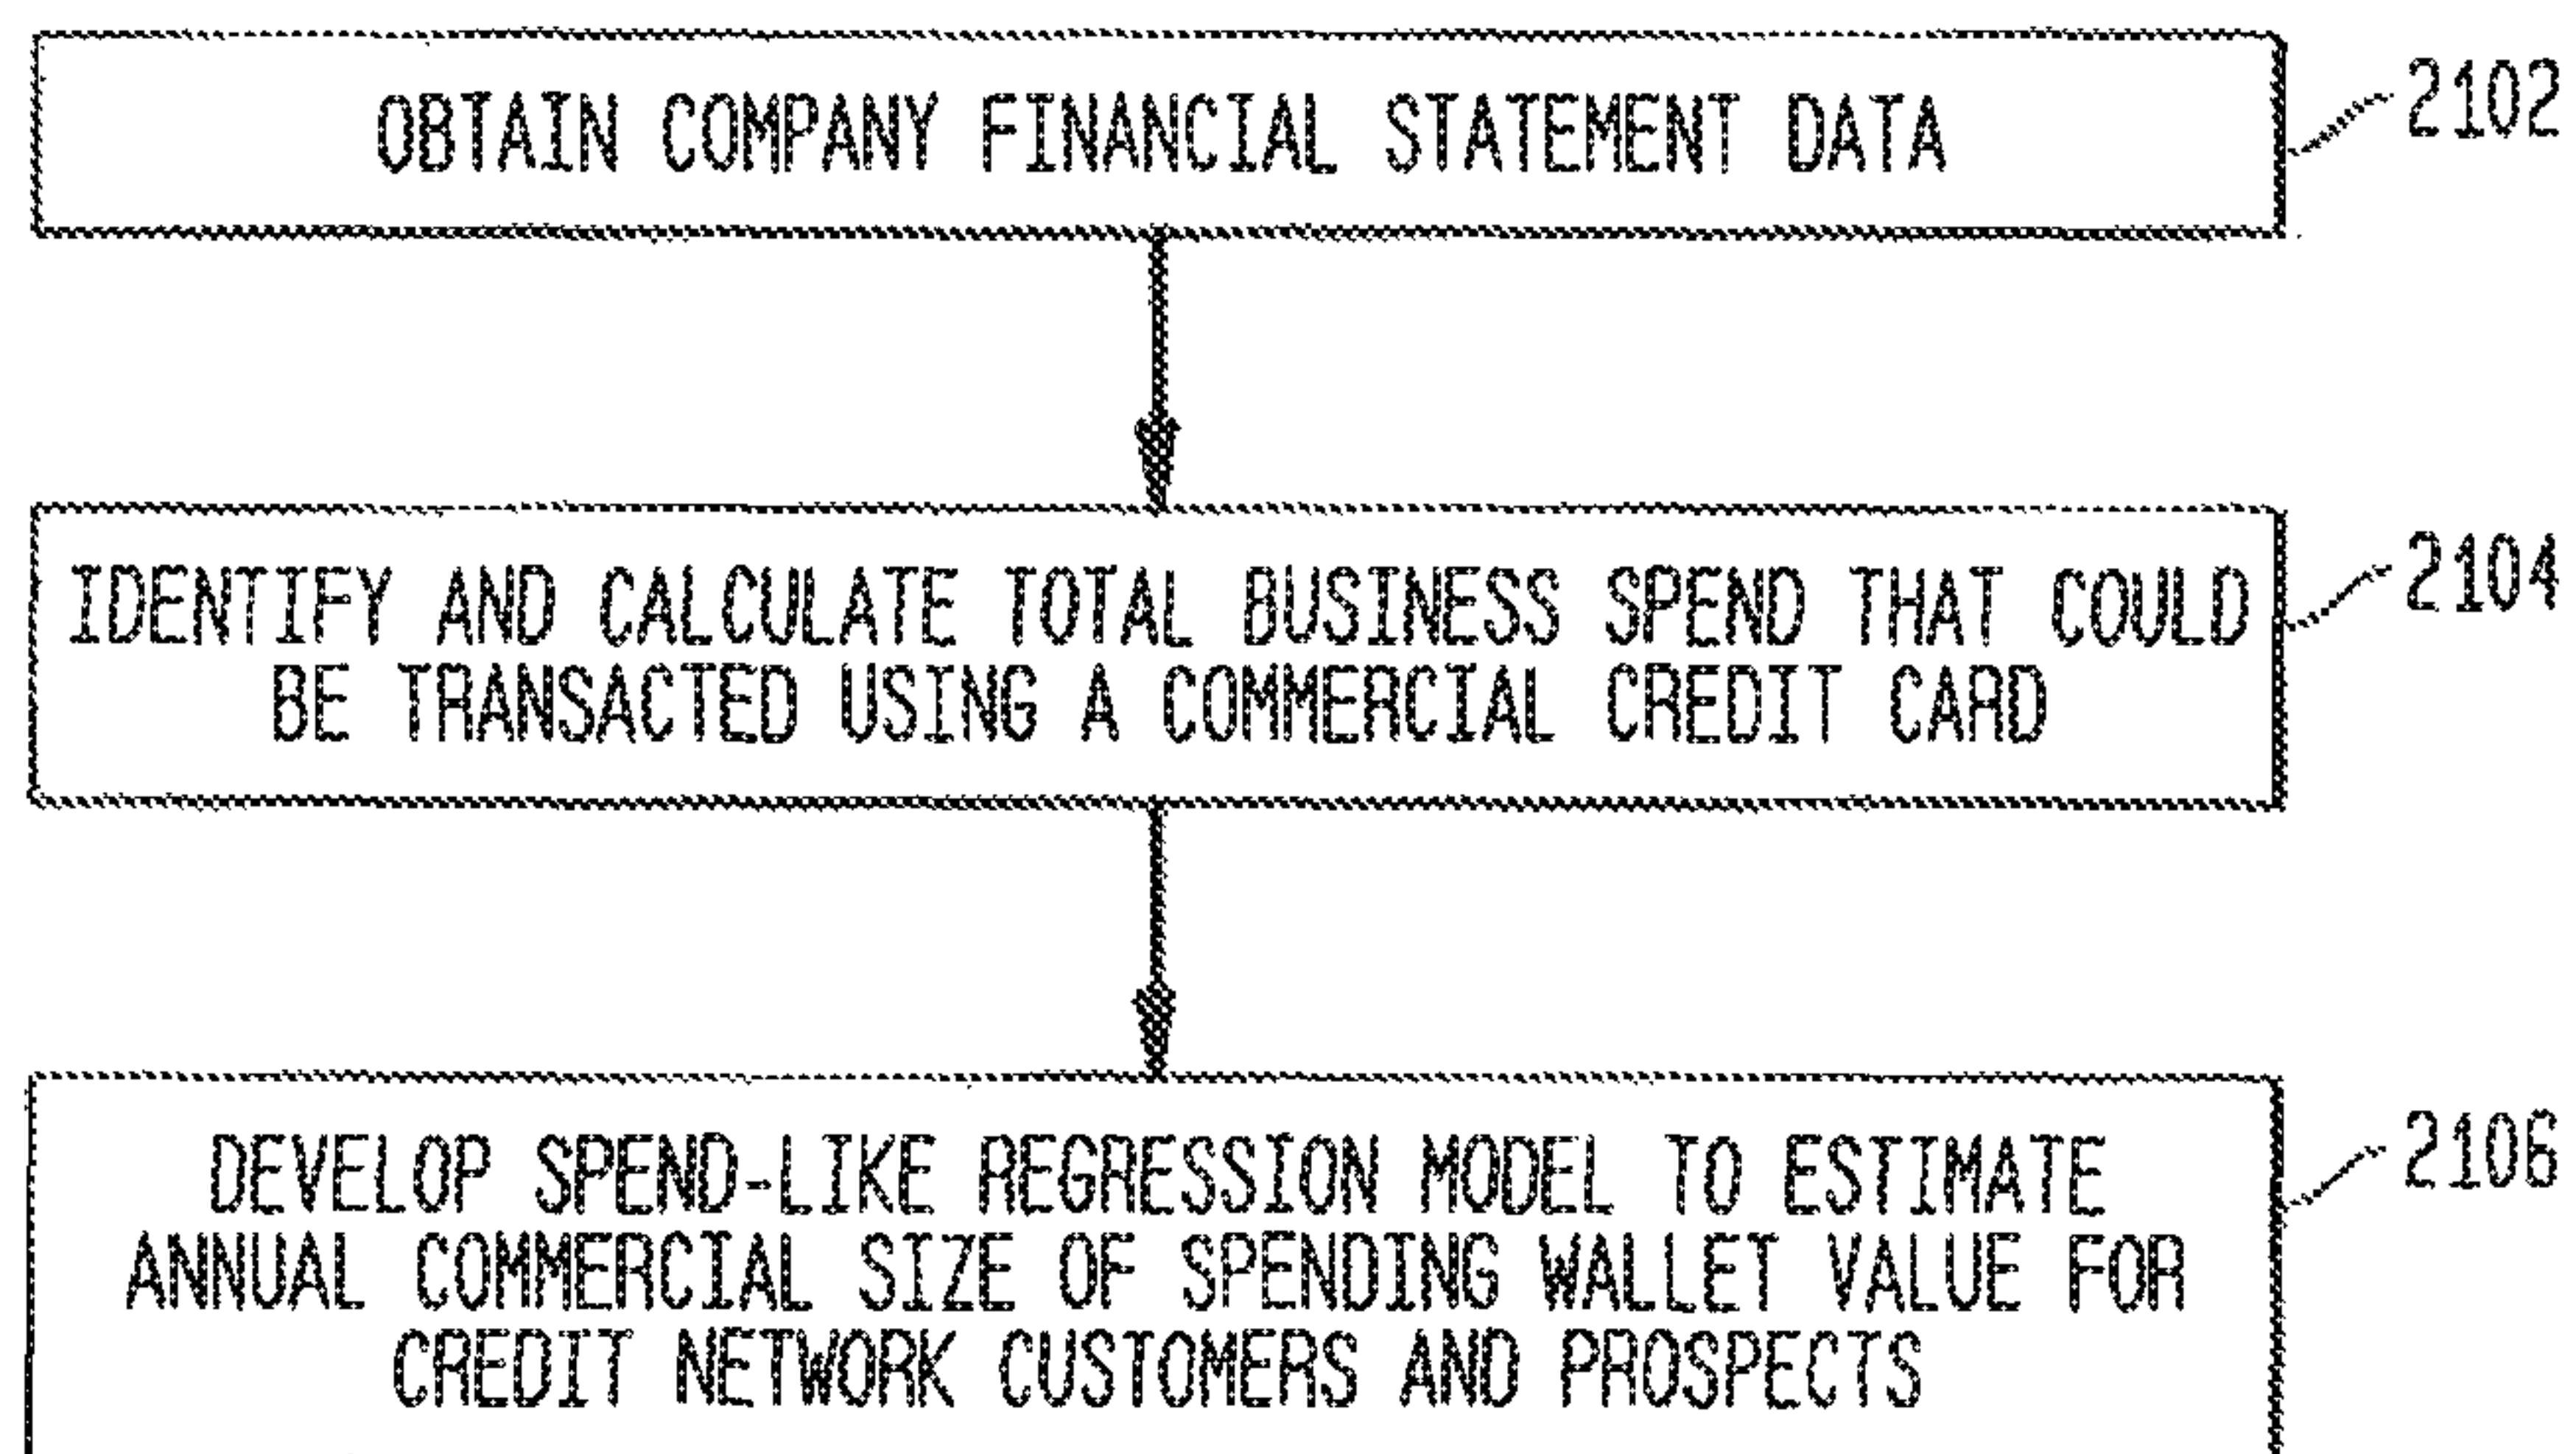 OBTAIN COMPANY FINANCIAL STATEMENT DATA
2102
IDENTIFY AND CALCULATE TOTAL BUSINESS SPEND THAT COULD
BE TRANSACTED USING A COMMERCIAL CREDIT CARD
2104
DEVELOP SPEND-LIKE REGRESSION MODEL TO ESTIMATE
ANNUAL COMMERCIAL SIZE OF SPENDING WALLET VALUE FOR
CREDIT NETWORK CUSTOMERS AND PROSPECTS
2106